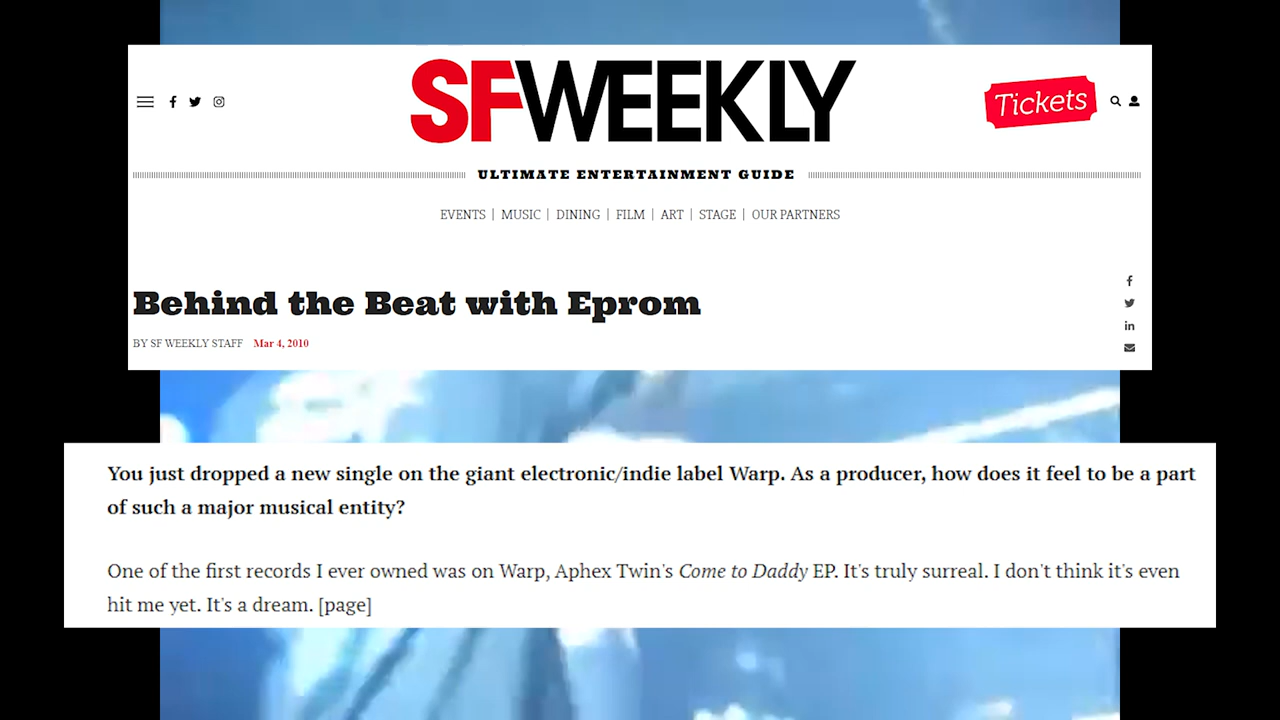 SFWEEKLY
Tickets
ULTIMATE ENTERTAINMENT GUIDE
EVENTS | MUSIC | DINING | FILM | ART | STAGE | OUR PARTNERS
Behind the Beat with Eprom
BY SF WEEKLY STAFF Mar 4, 2010
You just dropped a new single on the giant electronic/indie label Warp. As a producer, how does it feel to be a part
of such a major musical entity?
One of the first records I ever owned was on Warp, Aphex Twin's Come to Daddy EP. It's truly surreal. I don't think it's even
hit me yet. It's a dream. [page]